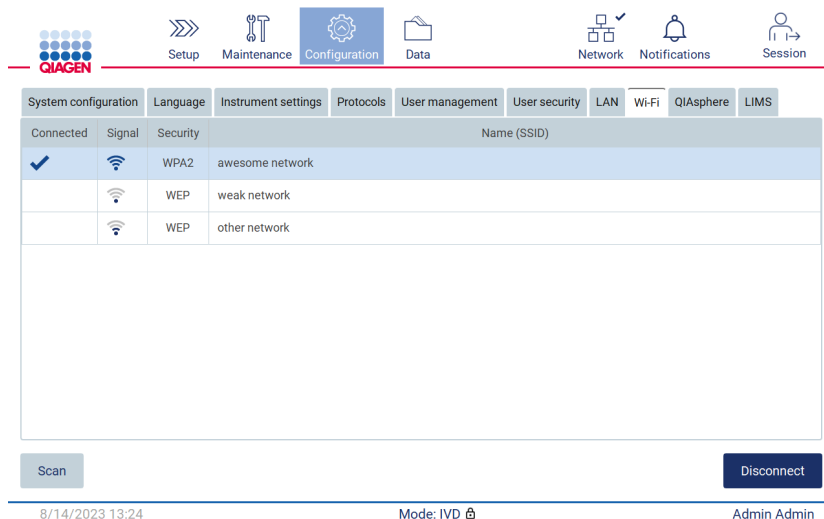 QIAGEN
Setup Maintenance Configuration Data Network Notifications Session
System configuration Language Instrument settings Protocols User management User security LAN Wi-Fi QIAsphere LIMS
Connected Signal Security Name (SSID)
WPA2 awesome network
WEP weak network
WEP other network
Scan Disconnect
8/14/2023 13:24 Mode: IVD Admin Admin